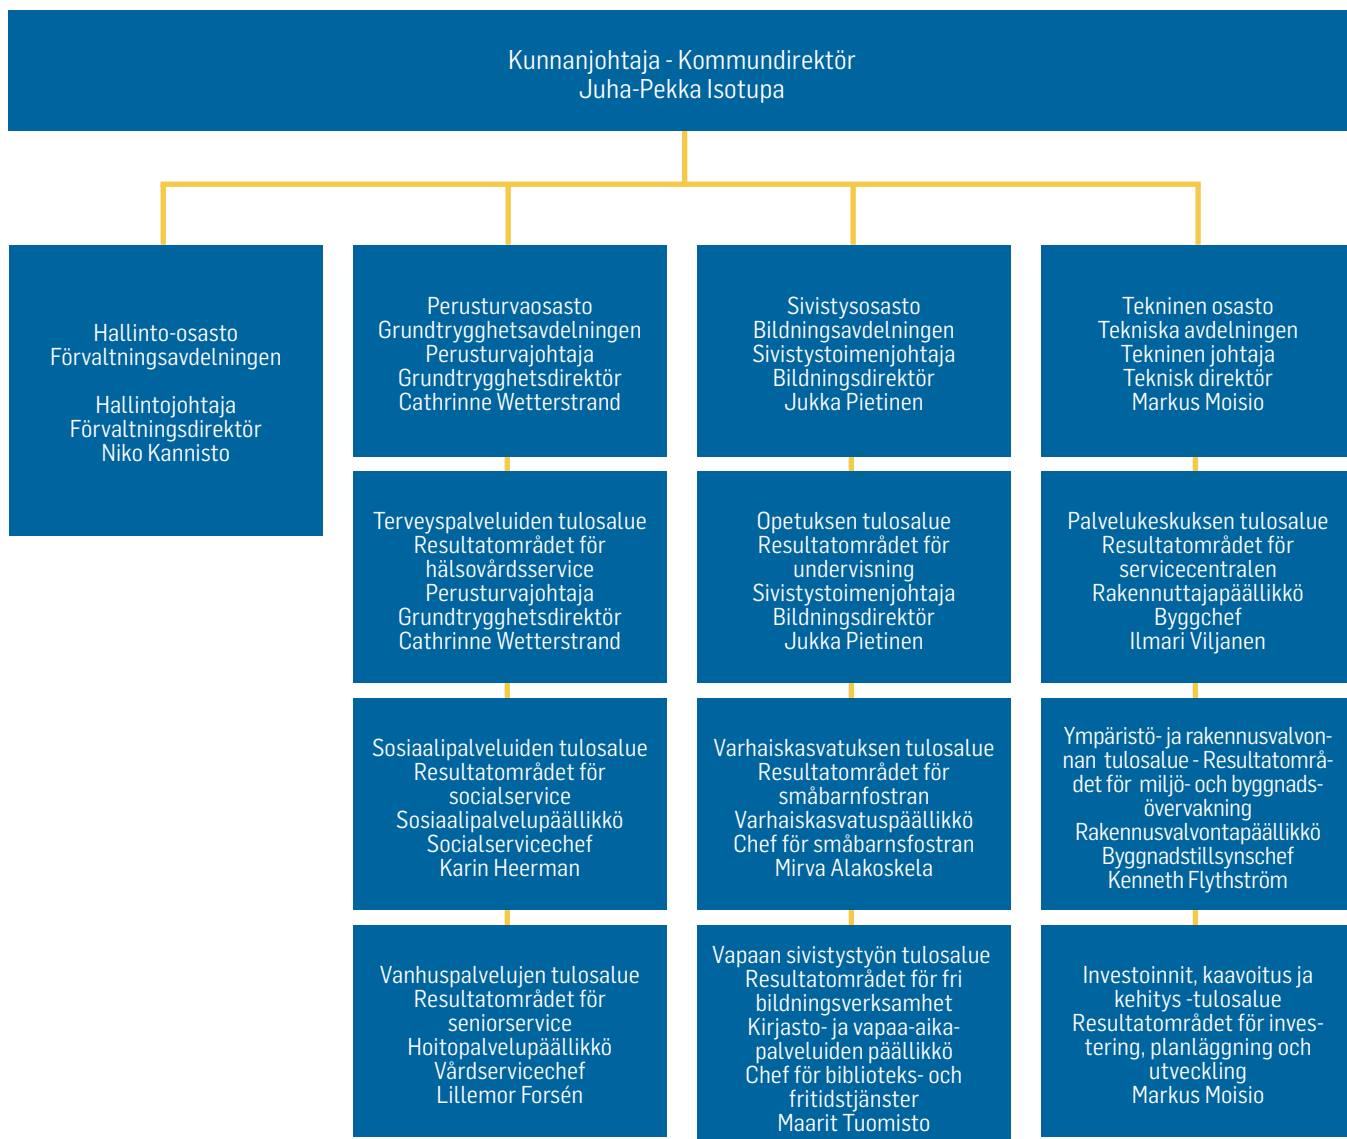 Kunnanjohtaja - Kommundirektör
Juha-Pekka Isotupa
Hallinto-osasto
Förvaltningsavdelningen
Hallintojohtaja
Förvaltningsdirektör
Niko Kannisto
Perusturvaosasto
Grundtrygghetsavdelningen
Perusturvajohtaja
Grundtrygghetsdirektör
Cathrinne Wetterstrand
Terveyspalveluiden tulosalue
Resultatområdet för
hälsovårdsservice
Perusturvajohtaja
Grundtrygghetsdirektör
Cathrinne Wetterstrand
Sosiaalipalveluiden tulosalue
Resultatområdet för
socialservice
Sosiaalipalvelupäällikkö
Socialservicechef
Karin Heerman
Vanhuspalvelujen tulosalue
Resultatområdet för
seniorservice
Hoitopalvelupäällikkö
Vårdservicechef
Lillemor Forsén
Sivistysosasto
Bildningsavdelningen
Sivistystoimenjohtaja
Bildningsdirektör
Jukka Pietinen
Opetuksen tulosalue
Resultatområdet för
undervisning
Sivistystoimenjohtaja
Bildningsdirektör
Jukka Pietinen
Varhaiskasvatuksen tulosalue
Resultatområdet för
småbarnfostran
Varhaiskasvatuspäällikkö
Chef för småbarnsfostran
Mirva Alakoskela
Vapaan sivistystyön tulosalue
Resultatområdet för fri
bildningsverksamhet
Kirjasto- ja vapaa-aika-
palveluiden päällikkö
Chef för biblioteks- och
fritidstjänster
Maarit Tuomisto
Tekninen osasto
Tekniska avdelningen
Tekninen johtaja
Teknisk direktör
Markus Moisio
Palvelukeskuksen tulosalue
Resultatområdet för
servicecentralen
Rakennuttajapäällikkö
Byggchef
Ilmari Viljanen
Ympäristö- ja rakennusvalvon-
nan tulosalue - Resultatområ-
det för miljö- och byggnads-
övervakning
Rakennusvalvontapäällikkö
Byggnadstillsynschef
Kenneth Flythström
Investoinnit, kaavoitus ja
kehitys -tulosalue
Resultatområdet för inves-
tering, planläggning och
utveckling
Markus Moisio